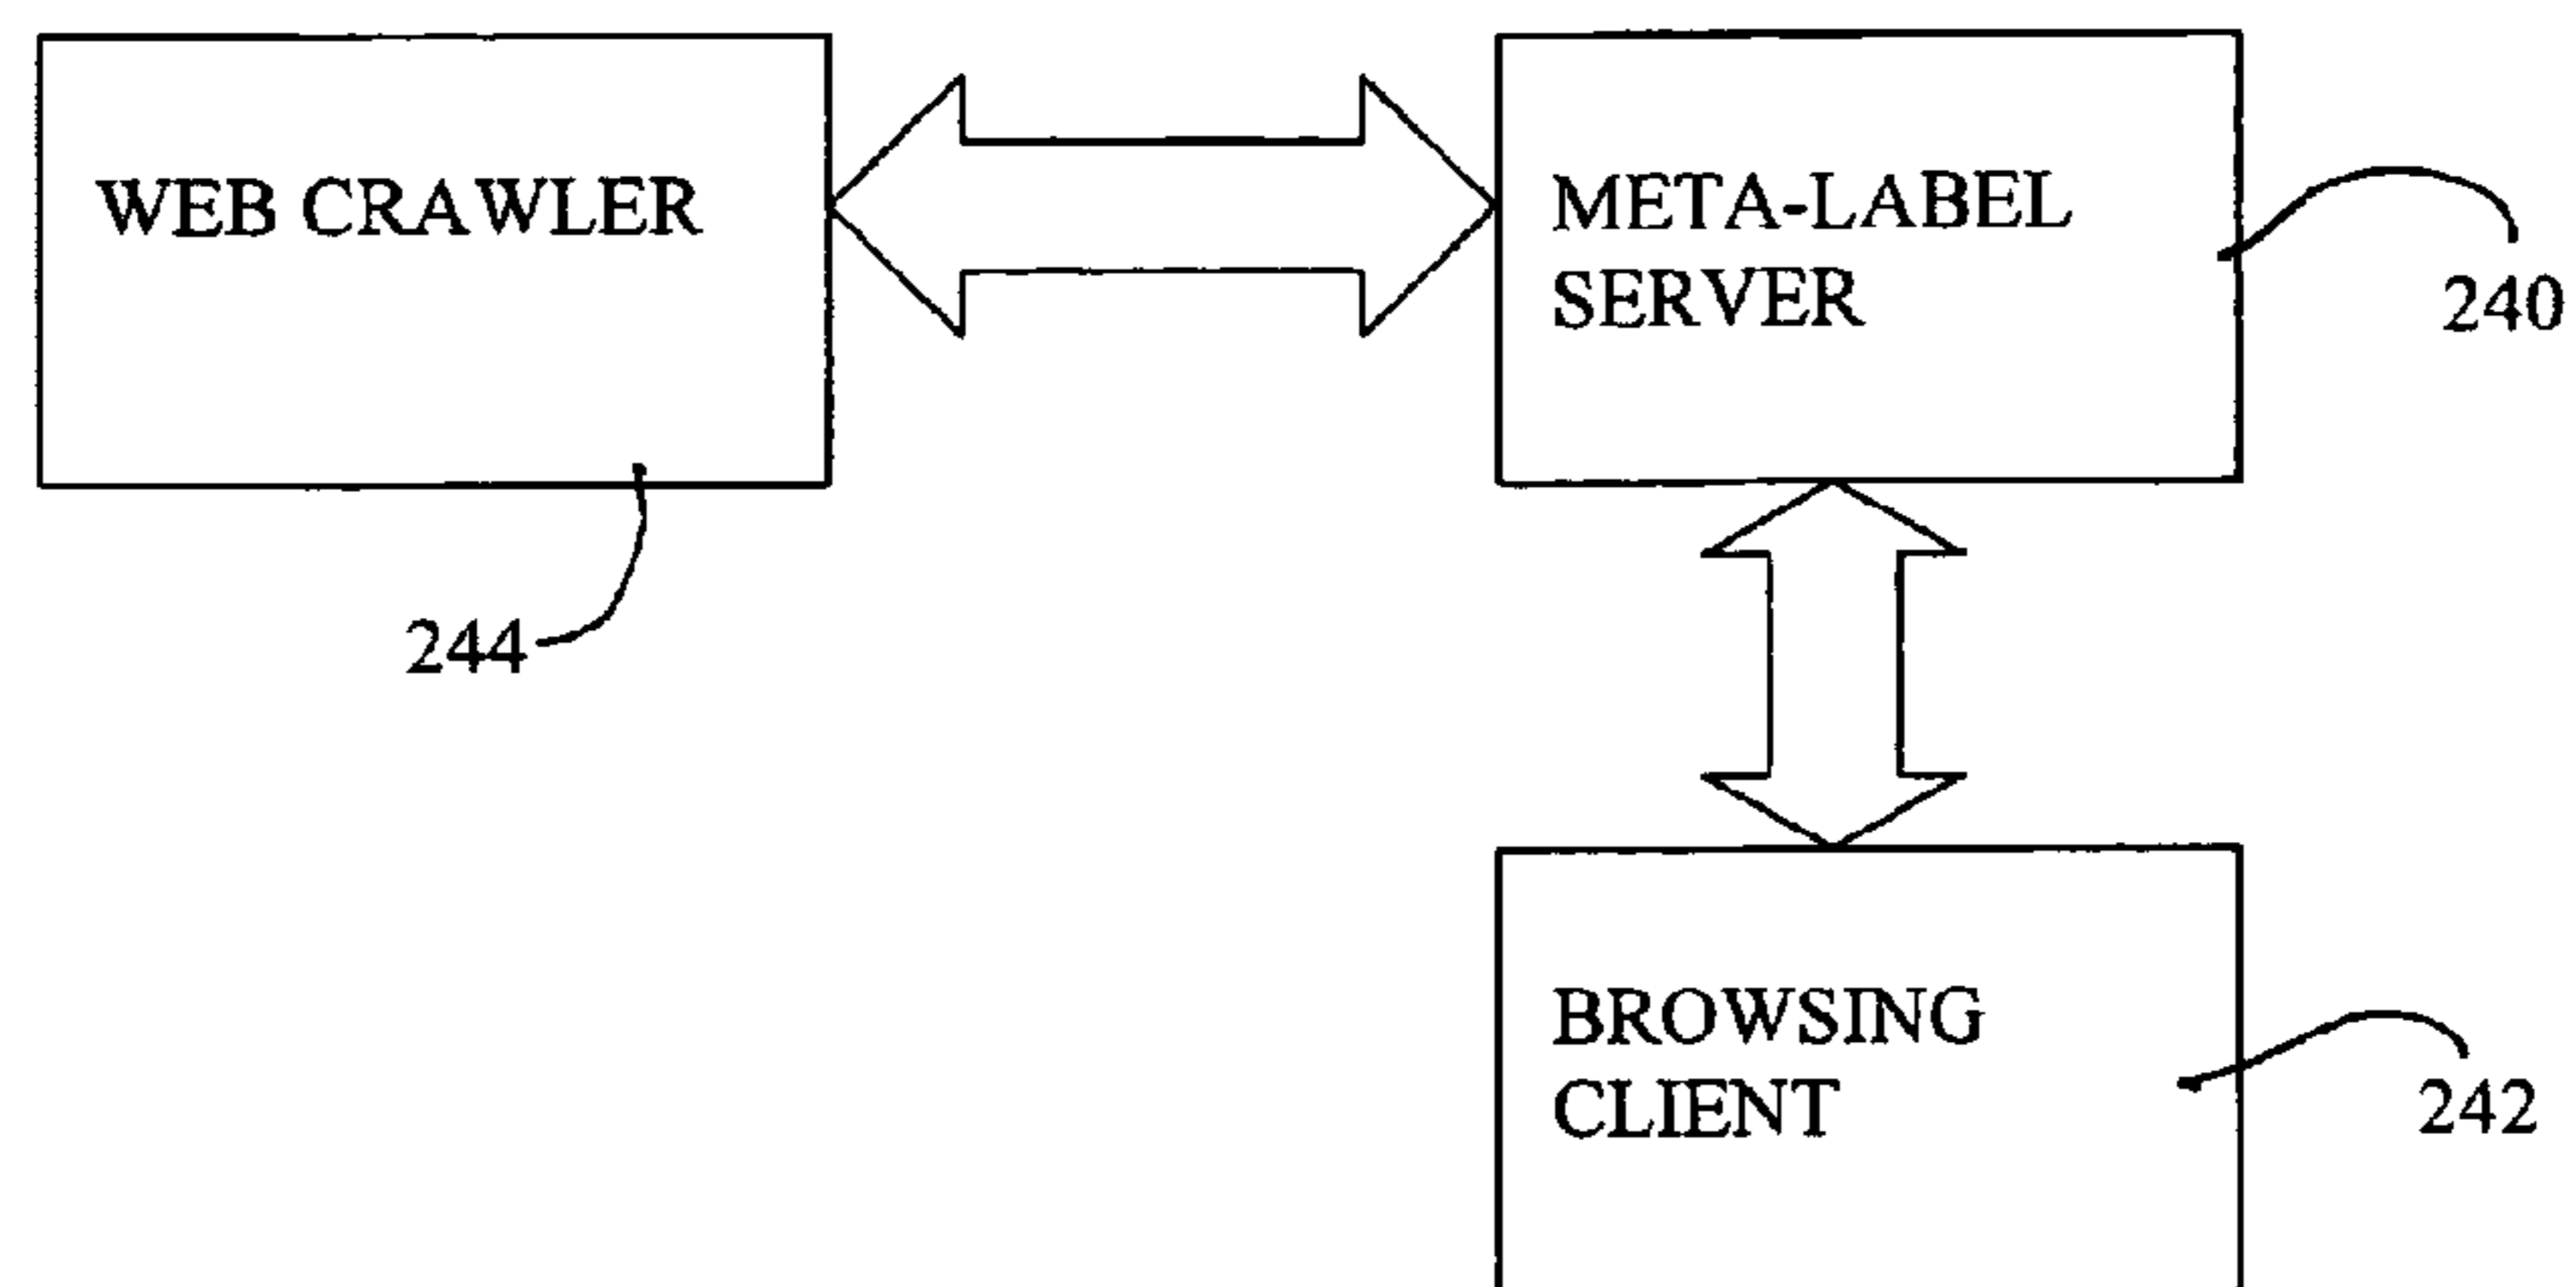 WEB CRAWLER
META-LABEL
SERVER
240
244
BROWSING
CLIENT
242